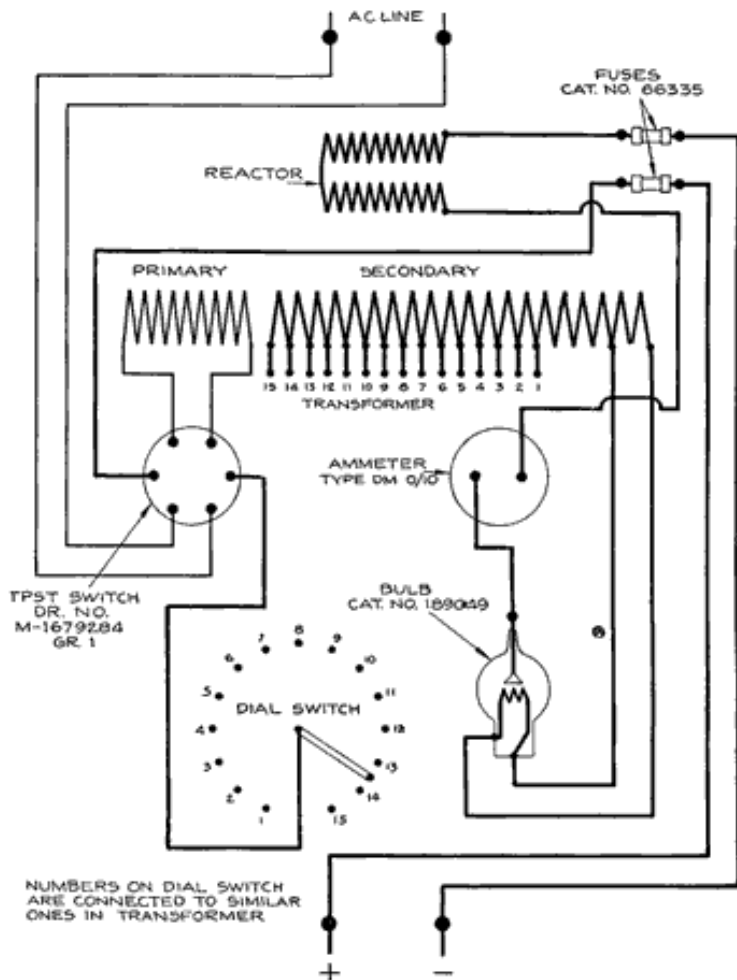 AC LINE
FUSES
CAT. NO. 66335
REACTOR
PRIMARY
SECONDARY
15 14 13 12 11 10 9 8 7 6 5 4 3 2 1
TRANSFORMER
AMMETER
TYPE DM 0/10
TPST SWITCH
DR. NO.
M-1679284
GR. 1
BULB
CAT. NO. 189049
DIAL SWITCH
1
2
3
4
5
6
7
8
9
10
11
12
13
14
15
NUMBERS ON DIAL SWITCH
ARE CONNECTED TO SIMILAR
ONES IN TRANSFORMER
+
−